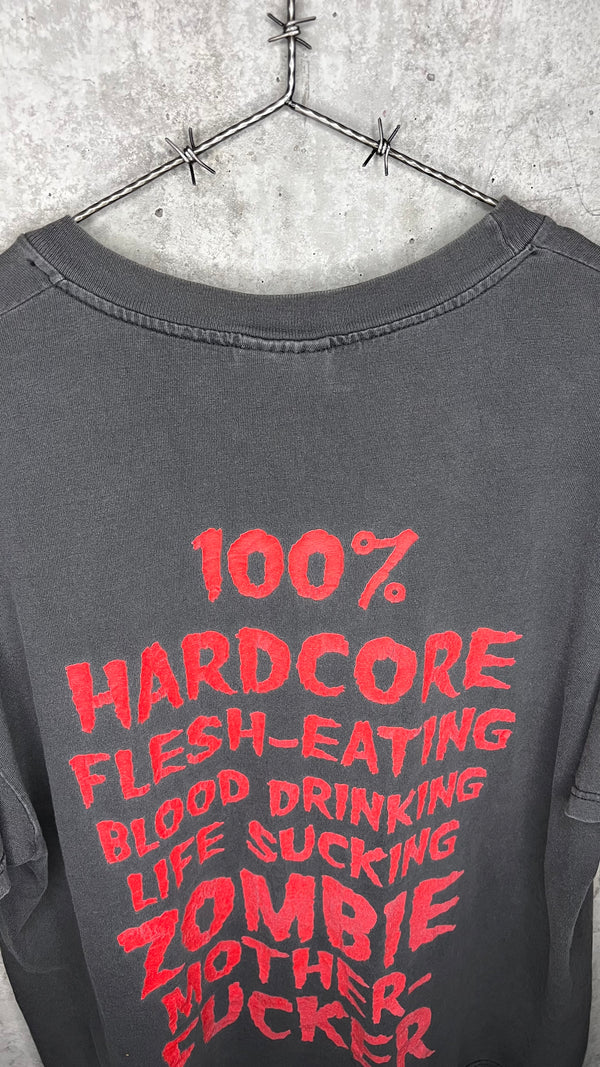 100%
HARDCORE
FLESH-EATING
BLOOD DRINKING
LIFE SUCKING
ZOMBIE
MOTHER-
FUCKER